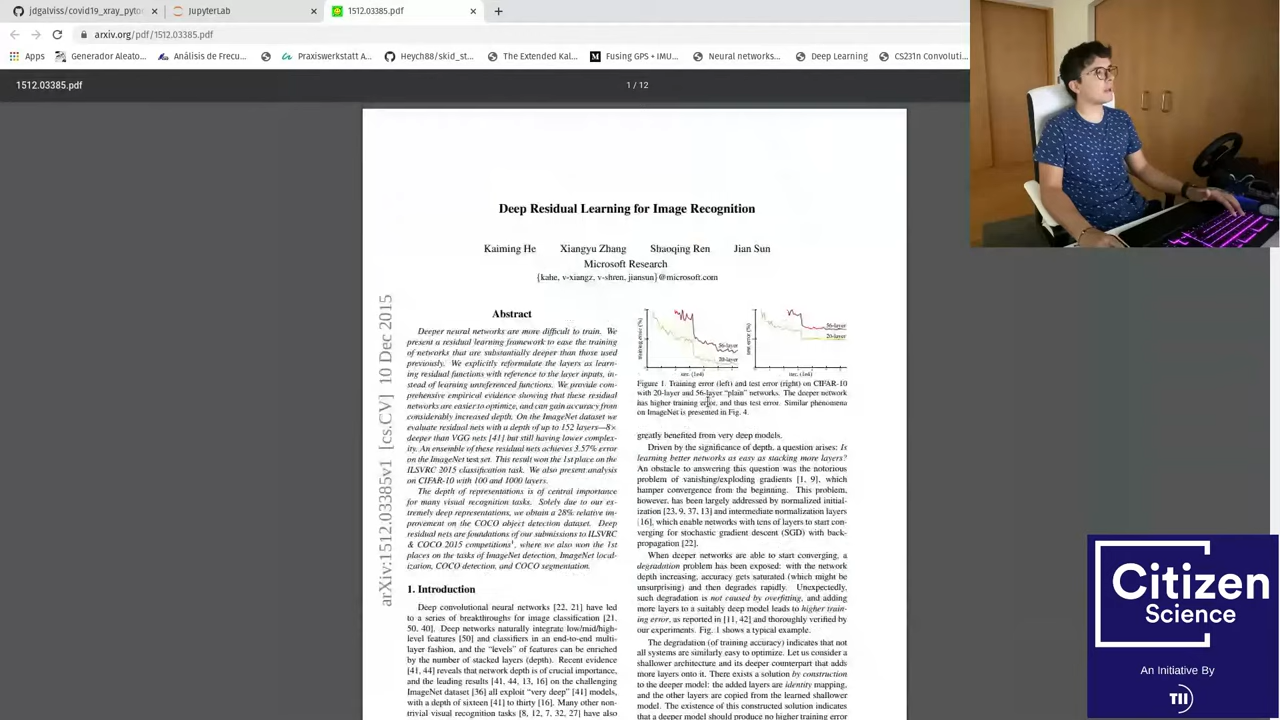 jdgalviss/covid19_xray_pyto
JupyterLab
1512.03385.pdf
arxiv.org/pdf/1512.03385.pdf
Apps
Generador Aleato...
Análisis de Frecu...
Praxiswerkstatt A...
Heych88/skid_st...
The Extended Kal...
Fusing GPS + IMU...
Neural networks...
Deep Learning
CS231n Convoluti...
1512.03385.pdf
1 / 12
Deep Residual Learning for Image Recognition
Kaiming He Xiangyu Zhang Shaoqing Ren Jian Sun
Microsoft Research
{kahe, v-xiangz, v-shren, jiansun}@microsoft.com
arXiv:1512.03385v1 [cs.CV] 10 Dec 2015
Abstract
Deeper neural networks are more difficult to train. We
present a residual learning framework to ease the training
of networks that are substantially deeper than those used
previously. We explicitly reformulate the layers as learn-
ing residual functions with reference to the layer inputs, in-
stead of learning unreferenced functions. We provide com-
prehensive empirical evidence showing that these residual
networks are easier to optimize, and can gain accuracy from
considerably increased depth. On the ImageNet dataset we
evaluate residual nets with a depth of up to 152 layers—8×
deeper than VGG nets [41] but still having lower complex-
ity. An ensemble of these residual nets achieves 3.57% error
on the ImageNet test set. This result won the 1st place on the
ILSVRC 2015 classification task. We also present analysis
on CIFAR-10 with 100 and 1000 layers.
The depth of representations is of central importance
for many visual recognition tasks. Solely due to our ex-
tremely deep representations, we obtain a 28% relative im-
provement on the COCO object detection dataset. Deep
residual nets are foundations of our submissions to ILSVRC
& COCO 2015 competitions¹, where we also won the 1st
places on the tasks of ImageNet detection, ImageNet local-
ization, COCO detection, and COCO segmentation.
1. Introduction
Deep convolutional neural networks [22, 21] have led
to a series of breakthroughs for image classification [21,
50, 40]. Deep networks naturally integrate low/mid/high-
level features [50] and classifiers in an end-to-end multi-
layer fashion, and the “levels” of features can be enriched
by the number of stacked layers (depth). Recent evidence
[41, 44] reveals that network depth is of crucial importance,
and the leading results [41, 44, 13, 16] on the challenging
ImageNet dataset [36] all exploit “very deep” [41] models,
with a depth of sixteen [41] to thirty [16]. Many other non-
trivial visual recognition tasks [8, 12, 7, 32, 27] have also
training error (%)
56-layer
20-layer
iter. (1e4)
test error (%)
56-layer
20-layer
iter. (1e4)
Figure 1. Training error (left) and test error (right) on CIFAR-10
with 20-layer and 56-layer “plain” networks. The deeper network
has higher training error, and thus test error. Similar phenomena
on ImageNet is presented in Fig. 4.
greatly benefited from very deep models.
Driven by the significance of depth, a question arises: Is
learning better networks as easy as stacking more layers?
An obstacle to answering this question was the notorious
problem of vanishing/exploding gradients [1, 9], which
hamper convergence from the beginning. This problem,
however, has been largely addressed by normalized initial-
ization [23, 9, 37, 13] and intermediate normalization layers
[16], which enable networks with tens of layers to start con-
verging for stochastic gradient descent (SGD) with back-
propagation [22].
When deeper networks are able to start converging, a
degradation problem has been exposed: with the network
depth increasing, accuracy gets saturated (which might be
unsurprising) and then degrades rapidly. Unexpectedly,
such degradation is not caused by overfitting, and adding
more layers to a suitably deep model leads to higher train-
ing error, as reported in [11, 42] and thoroughly verified by
our experiments. Fig. 1 shows a typical example.
The degradation (of training accuracy) indicates that not
all systems are similarly easy to optimize. Let us consider a
shallower architecture and its deeper counterpart that adds
more layers onto it. There exists a solution by construction
to the deeper model: the added layers are identity mapping,
and the other layers are copied from the learned shallower
model. The existence of this constructed solution indicates
that a deeper model should produce no higher training error
Citizen
Science
An Initiative By
TII